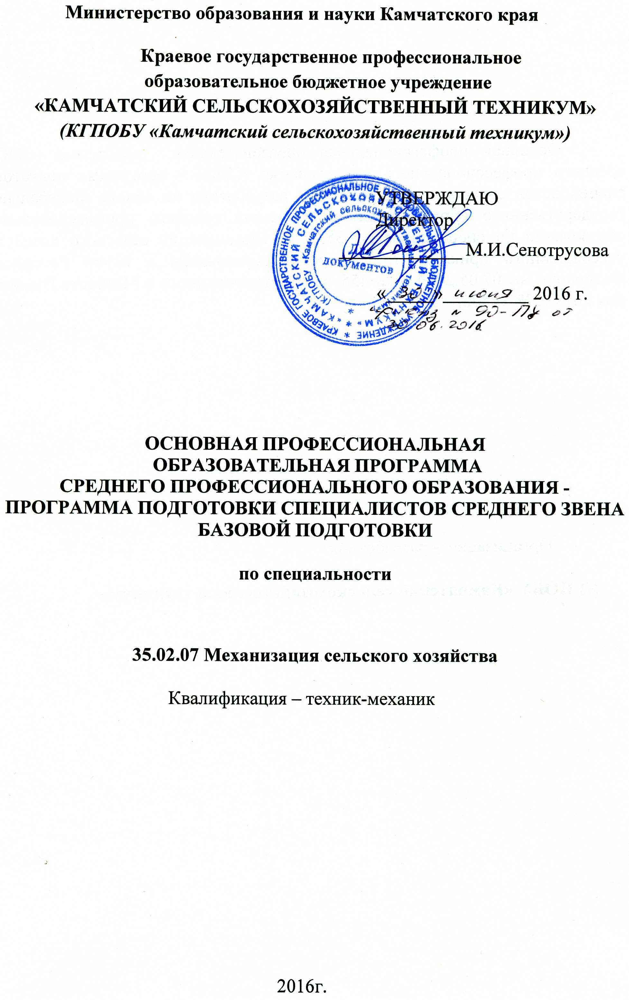 Министерство образования и науки Камчатского края
Краевое государственное профессиональное
образовательное бюджетное учреждение
«КАМЧАТСКИЙ СЕЛЬСКОХОЗЯЙСТВЕННЫЙ ТЕХНИКУМ»
(КГПОБУ «Камчатский сельскохозяйственный техникум»)
УТВЕРЖДАЮ
Директор
М.И.Сенотрусова
« 30 » июня 2016 г.
приказ № 90-Пу от
30.06.2016
КРАЕВОЕ ГОСУДАРСТВЕННОЕ ПРОФЕССИОНАЛЬНОЕ ОБРАЗОВАТЕЛЬНОЕ БЮДЖЕТНОЕ УЧРЕЖДЕНИЕ *
«КАМЧАТСКИЙ СЕЛЬСКОХОЗЯЙСТВЕННЫЙ ТЕХНИКУМ» *
(КГПОБУ «Камчатский сельскохозяйственный техникум») *
Для
документов
ОСНОВНАЯ ПРОФЕССИОНАЛЬНАЯ
ОБРАЗОВАТЕЛЬНАЯ ПРОГРАММА
СРЕДНЕГО ПРОФЕССИОНАЛЬНОГО ОБРАЗОВАНИЯ -
ПРОГРАММА ПОДГОТОВКИ СПЕЦИАЛИСТОВ СРЕДНЕГО ЗВЕНА
БАЗОВОЙ ПОДГОТОВКИ
по специальности
35.02.07 Механизация сельского хозяйства
Квалификация – техник-механик
2016г.